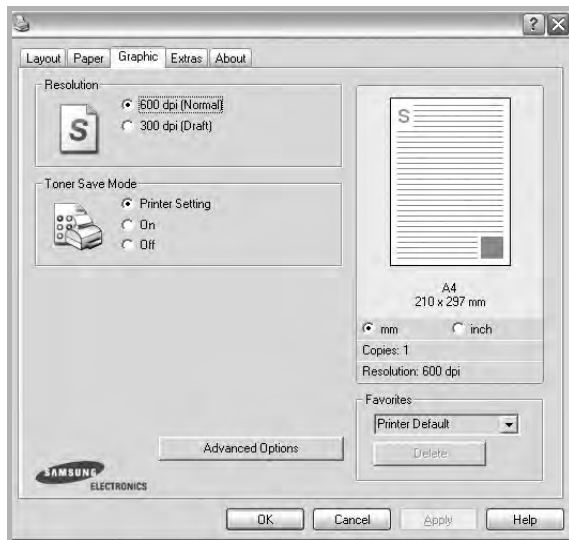 Layout Paper Graphic Extras About
Resolution
S
600 dpi (Normal)
300 dpi (Draft)
Toner Save Mode
Printer Setting
On
Off
S
A4
210 x 297 mm
mm inch
Copies: 1
Resolution: 600 dpi
Favorites
Printer Default
Delete
Advanced Options
SAMSUNG
ELECTRONICS
OK Cancel Apply Help